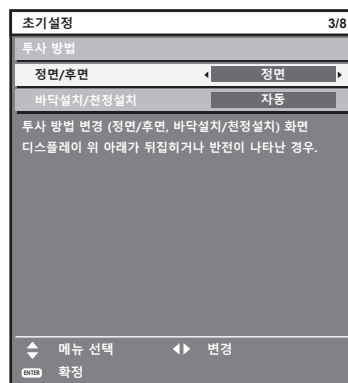 초기설정 3/8
투사 방법
정면/후면 정면
바닥설치/천정설치 자동
투사 방법 변경 (정면/후면, 바닥설치/천정설치) 화면
디스플레이 위 아래가 뒤집히거나 반전이 나타난 경우.
메뉴 선택 변경
ENTER 확정